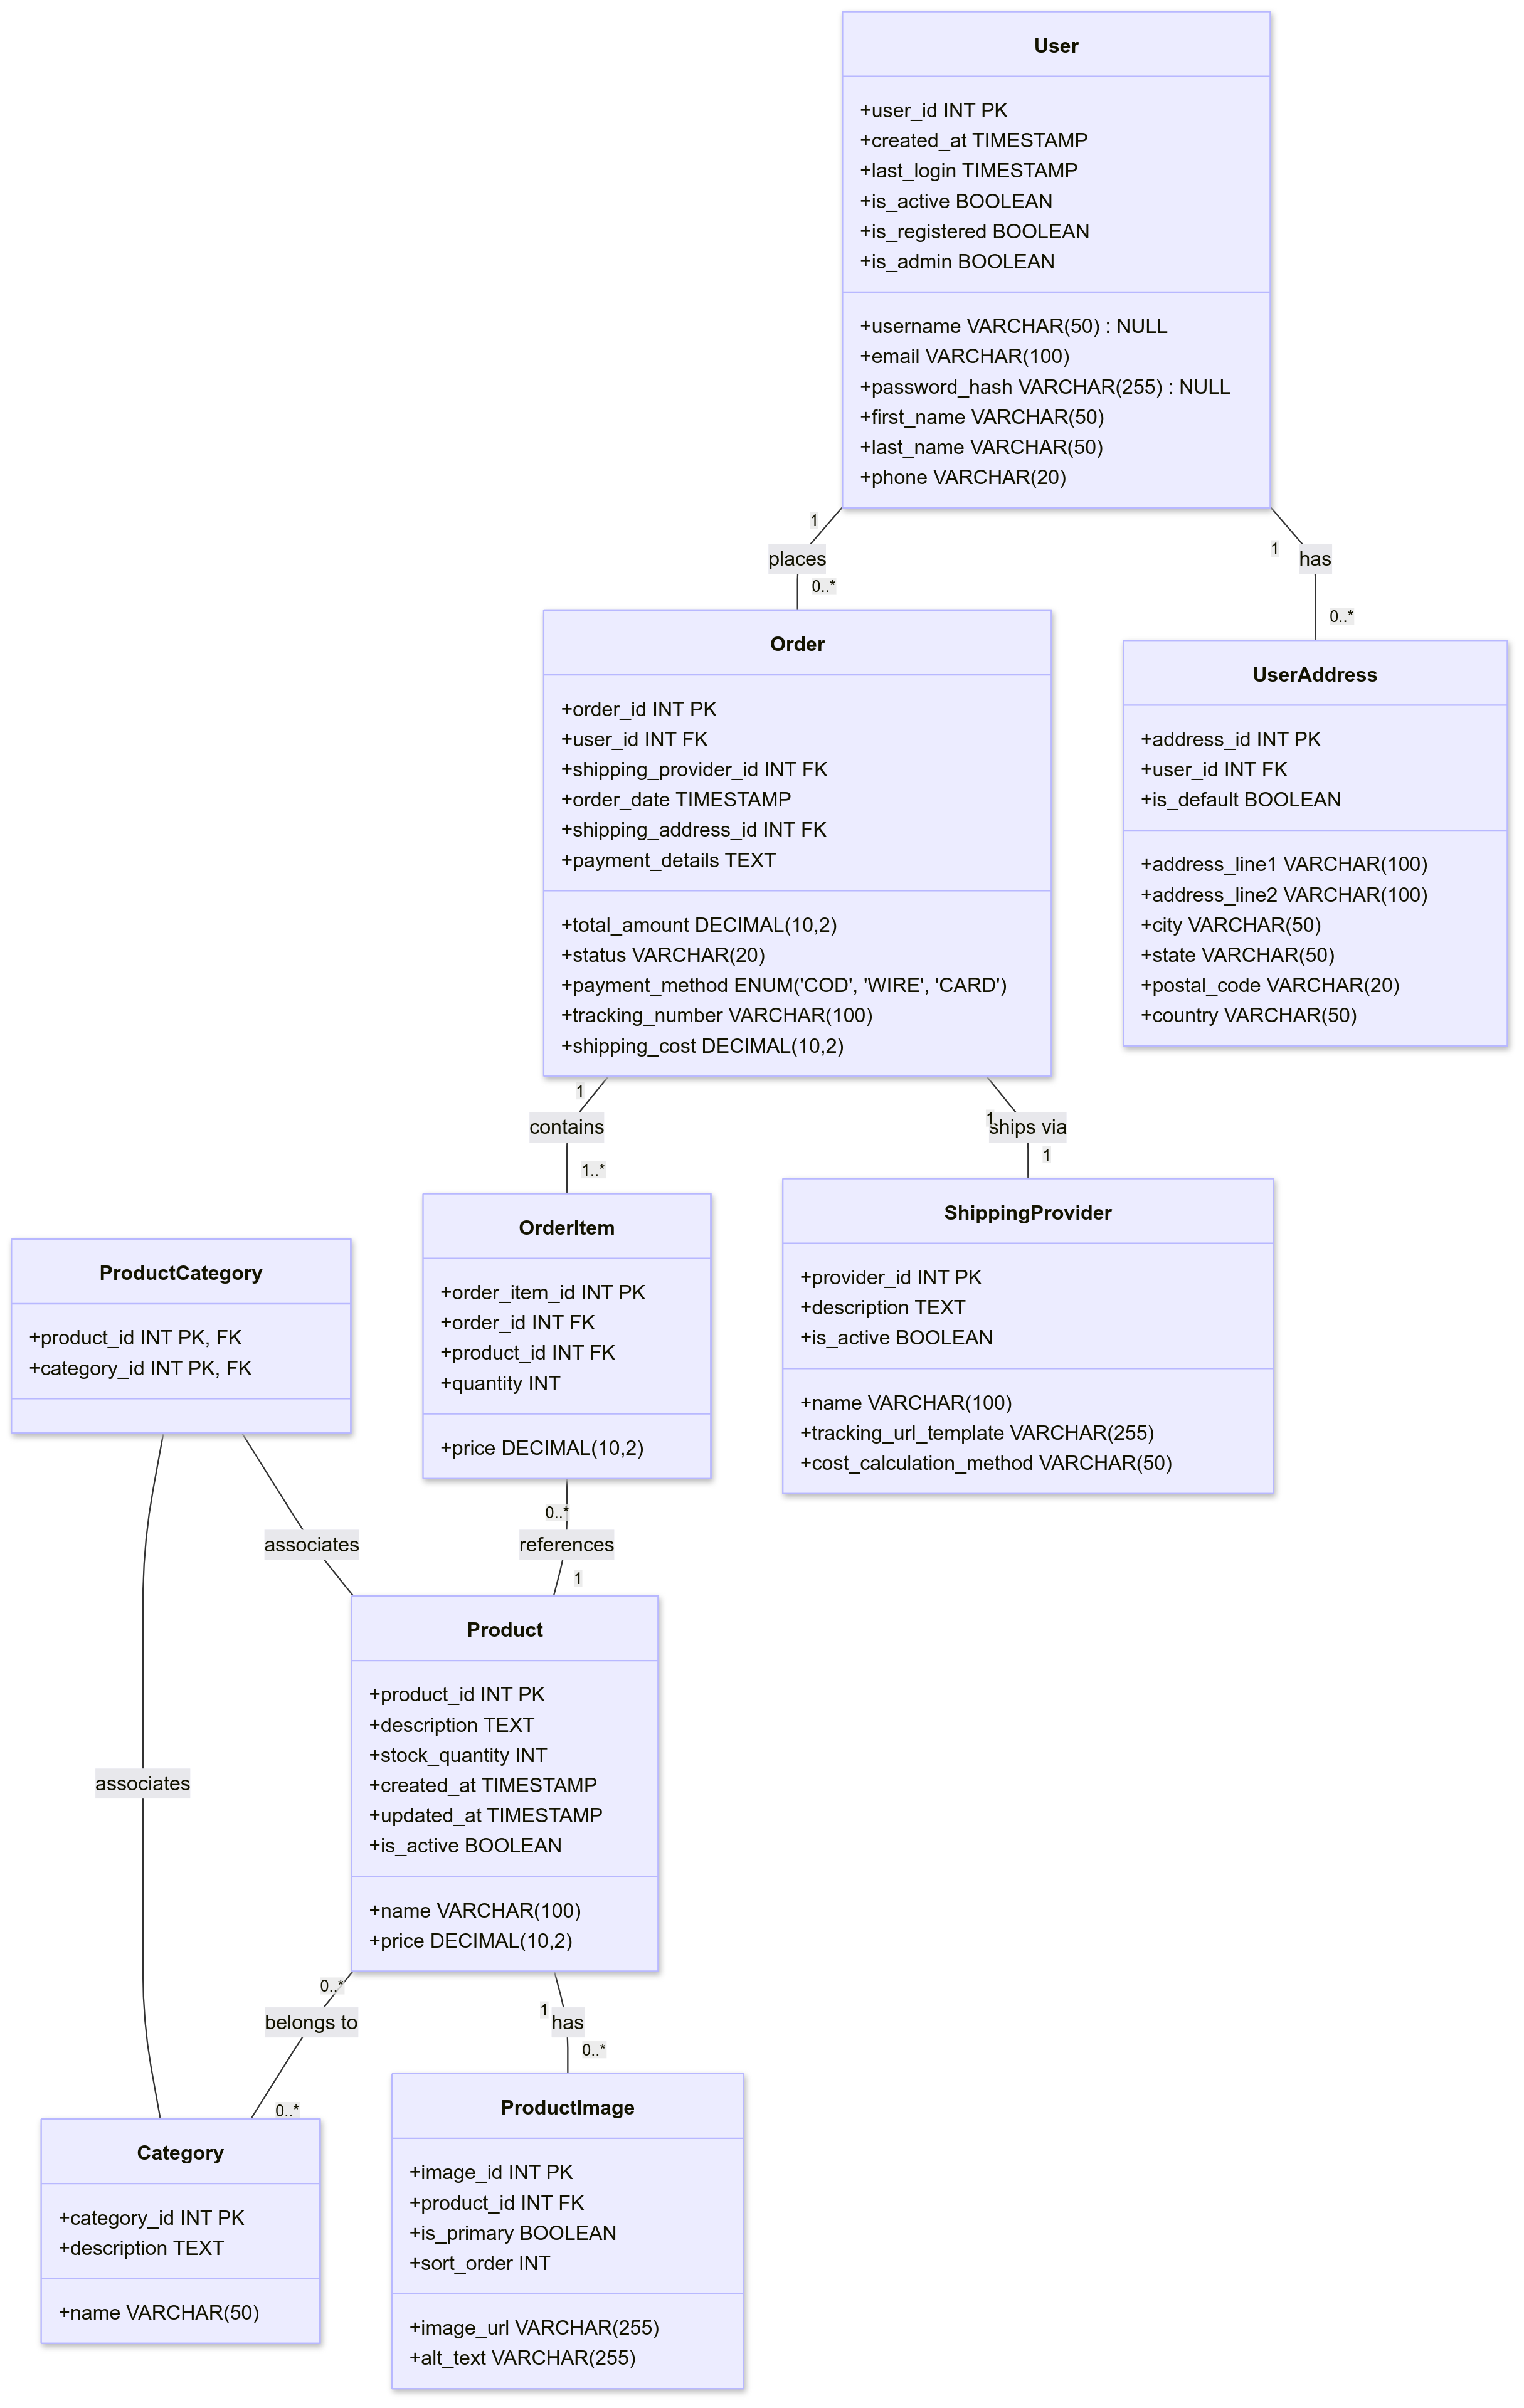 User
+user_id INT PK
+created_at TIMESTAMP
+last_login TIMESTAMP
+is_active BOOLEAN
+is_registered BOOLEAN
+is_admin BOOLEAN
+username VARCHAR(50) : NULL
+email VARCHAR(100)
+password_hash VARCHAR(255) : NULL
+first_name VARCHAR(50)
+last_name VARCHAR(50)
+phone VARCHAR(20)
1
places
0..*
1
has
0..*
Order
+order_id INT PK
+user_id INT FK
+shipping_provider_id INT FK
+order_date TIMESTAMP
+shipping_address_id INT FK
+payment_details TEXT
+total_amount DECIMAL(10,2)
+status VARCHAR(20)
+payment_method ENUM('COD', 'WIRE', 'CARD')
+tracking_number VARCHAR(100)
+shipping_cost DECIMAL(10,2)
UserAddress
+address_id INT PK
+user_id INT FK
+is_default BOOLEAN
+address_line1 VARCHAR(100)
+address_line2 VARCHAR(100)
+city VARCHAR(50)
+state VARCHAR(50)
+postal_code VARCHAR(20)
+country VARCHAR(50)
1
contains
1..*
1
ships via
1
ProductCategory
+product_id INT PK, FK
+category_id INT PK, FK
OrderItem
+order_item_id INT PK
+order_id INT FK
+product_id INT FK
+quantity INT
+price DECIMAL(10,2)
ShippingProvider
+provider_id INT PK
+description TEXT
+is_active BOOLEAN
+name VARCHAR(100)
+tracking_url_template VARCHAR(255)
+cost_calculation_method VARCHAR(50)
associates
0..*
references
1
Product
+product_id INT PK
+description TEXT
+stock_quantity INT
+created_at TIMESTAMP
+updated_at TIMESTAMP
+is_active BOOLEAN
+name VARCHAR(100)
+price DECIMAL(10,2)
associates
0..*
belongs to
0..*
1
has
0..*
Category
+category_id INT PK
+description TEXT
+name VARCHAR(50)
ProductImage
+image_id INT PK
+product_id INT FK
+is_primary BOOLEAN
+sort_order INT
+image_url VARCHAR(255)
+alt_text VARCHAR(255)